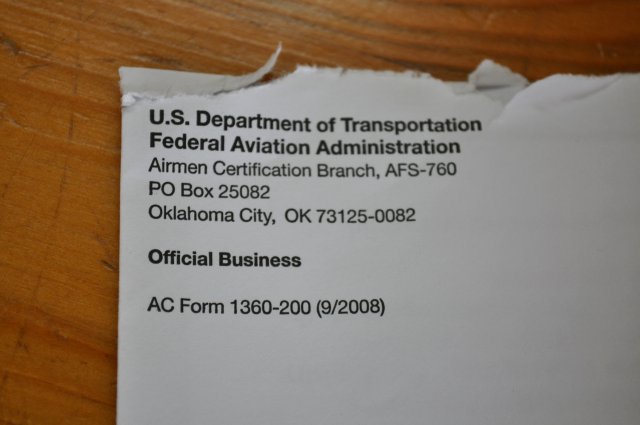 U.S. Department of Transportation
Federal Aviation Administration
Airmen Certification Branch, AFS-760
PO Box 25082
Oklahoma City, OK 73125-0082
Official Business
AC Form 1360-200 (9/2008)